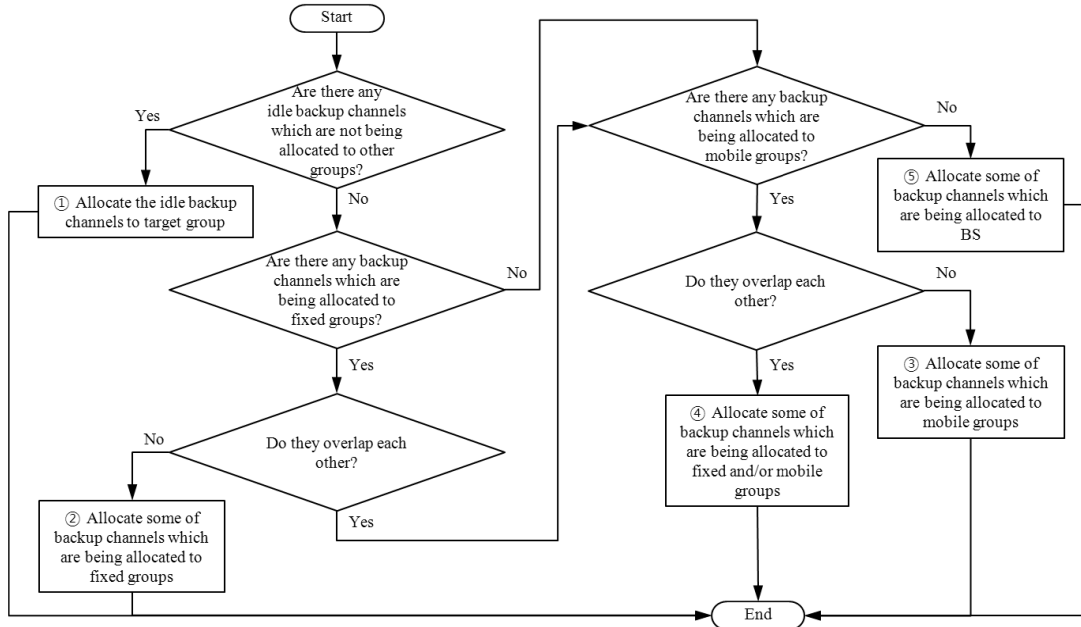 Start
Are there any
idle backup channels
which are not being
allocated to other
groups?
Yes
No
① Allocate the idle backup
channels to target group
Are there any backup
channels which are
being allocated to
fixed groups?
No
Yes
Do they overlap each
other?
No
Yes
② Allocate some of
backup channels which
are being allocated to
fixed groups
Are there any backup
channels which are
being allocated to
mobile groups?
No
Yes
⑤ Allocate some of
backup channels which
are being allocated to
BS
Do they overlap each
other?
No
Yes
③ Allocate some of
backup channels which
are being allocated to
mobile groups
④ Allocate some of
backup channels which
are being allocated to
fixed and/or mobile
groups
End